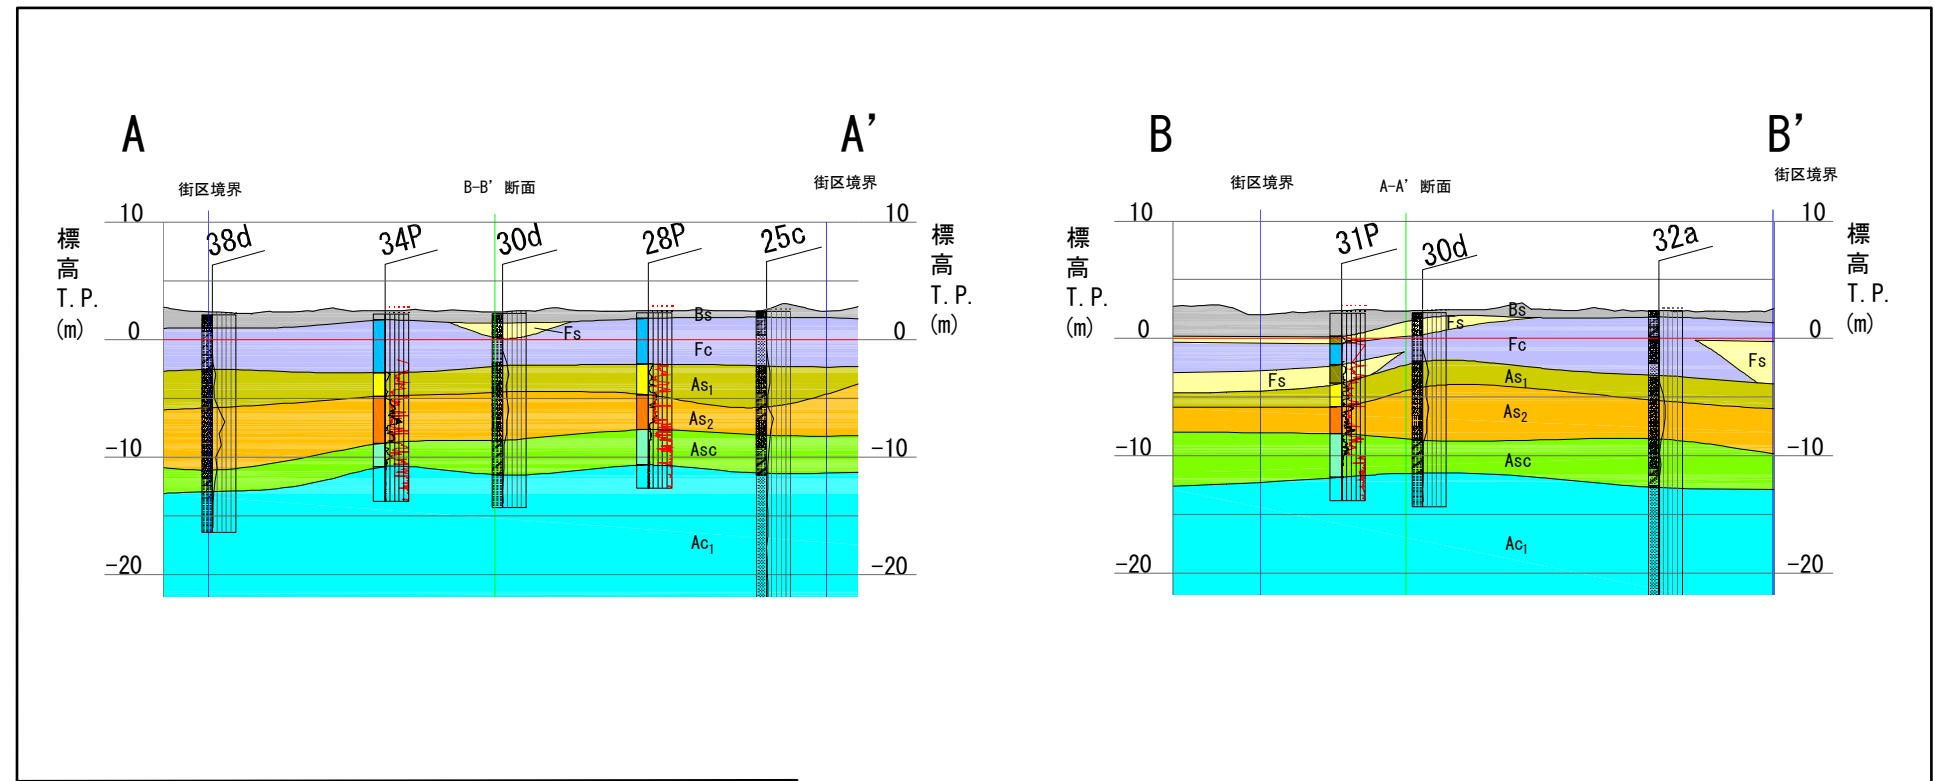 A
A'
街区境界
B-B' 断面
街区境界
10
10
標高 T.P. (m)
標高 T.P. (m)
38d
34P
30d
28P
25c
Bs
Fs
0
0
Fc
As1
As2
-10
-10
Asc
Ac1
-20
-20
B
B'
街区境界
A-A' 断面
街区境界
10
10
標高 T.P. (m)
標高 T.P. (m)
31P
30d
32a
Bs
Fs
0
0
Fc
Fs
Fs
As1
As2
-10
-10
Asc
Ac1
-20
-20